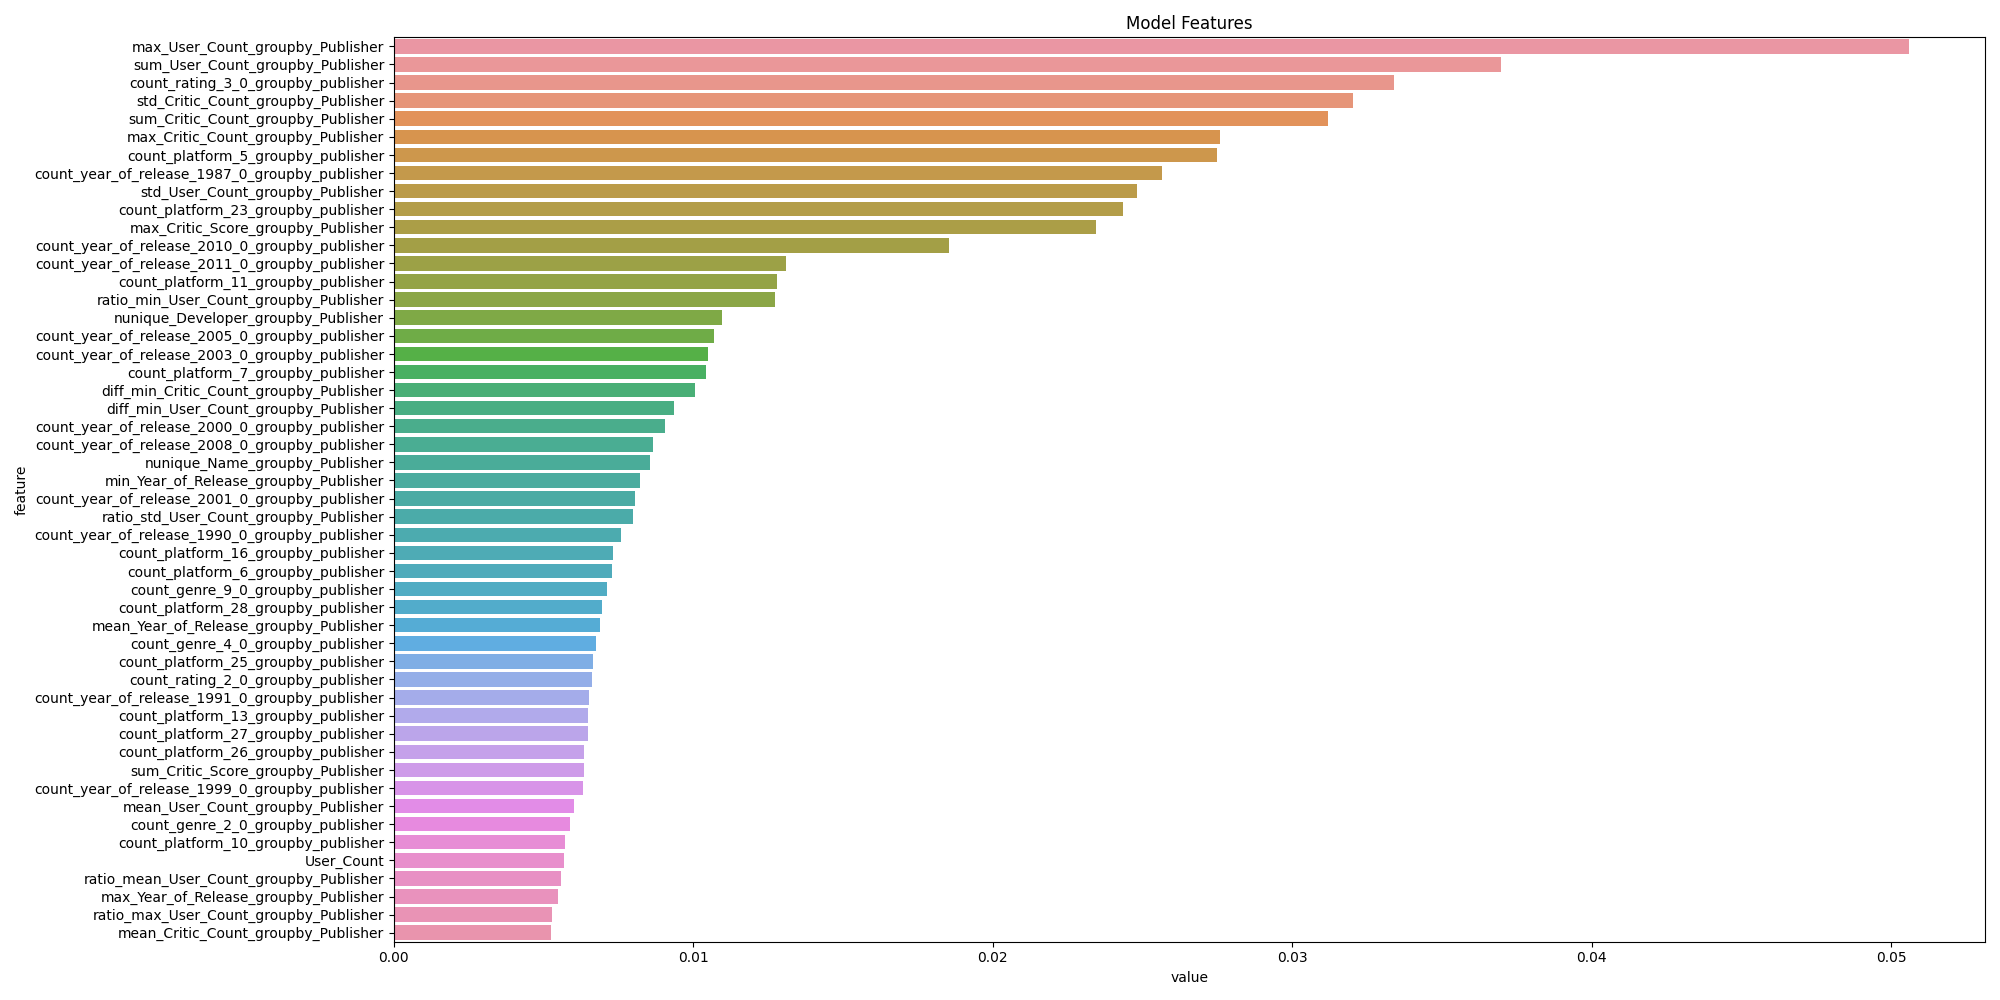 Model Features
max_User_Count_groupby_Publisher
sum_User_Count_groupby_Publisher
count_rating_3_0_groupby_publisher
std_Critic_Count_groupby_Publisher
sum_Critic_Count_groupby_Publisher
max_Critic_Count_groupby_Publisher
count_platform_5_groupby_publisher
count_year_of_release_1987_0_groupby_publisher
std_User_Count_groupby_Publisher
count_platform_23_groupby_publisher
max_Critic_Score_groupby_Publisher
count_year_of_release_2010_0_groupby_publisher
count_year_of_release_2011_0_groupby_publisher
count_platform_11_groupby_publisher
ratio_min_User_Count_groupby_Publisher
nunique_Developer_groupby_Publisher
count_year_of_release_2005_0_groupby_publisher
count_year_of_release_2003_0_groupby_publisher
count_platform_7_groupby_publisher
diff_min_Critic_Count_groupby_Publisher
diff_min_User_Count_groupby_Publisher
count_year_of_release_2000_0_groupby_publisher
count_year_of_release_2008_0_groupby_publisher
nunique_Name_groupby_Publisher
min_Year_of_Release_groupby_Publisher
count_year_of_release_2001_0_groupby_publisher
ratio_std_User_Count_groupby_Publisher
count_year_of_release_1990_0_groupby_publisher
count_platform_16_groupby_publisher
count_platform_6_groupby_publisher
count_genre_9_0_groupby_publisher
count_platform_28_groupby_publisher
mean_Year_of_Release_groupby_Publisher
count_genre_4_0_groupby_publisher
count_platform_25_groupby_publisher
count_rating_2_0_groupby_publisher
count_year_of_release_1991_0_groupby_publisher
count_platform_13_groupby_publisher
count_platform_27_groupby_publisher
count_platform_26_groupby_publisher
sum_Critic_Score_groupby_Publisher
count_year_of_release_1999_0_groupby_publisher
mean_User_Count_groupby_Publisher
count_genre_2_0_groupby_publisher
count_platform_10_groupby_publisher
User_Count
ratio_mean_User_Count_groupby_Publisher
max_Year_of_Release_groupby_Publisher
ratio_max_User_Count_groupby_Publisher
mean_Critic_Count_groupby_Publisher
feature
0.00 0.01 0.02 0.03 0.04 0.05
value